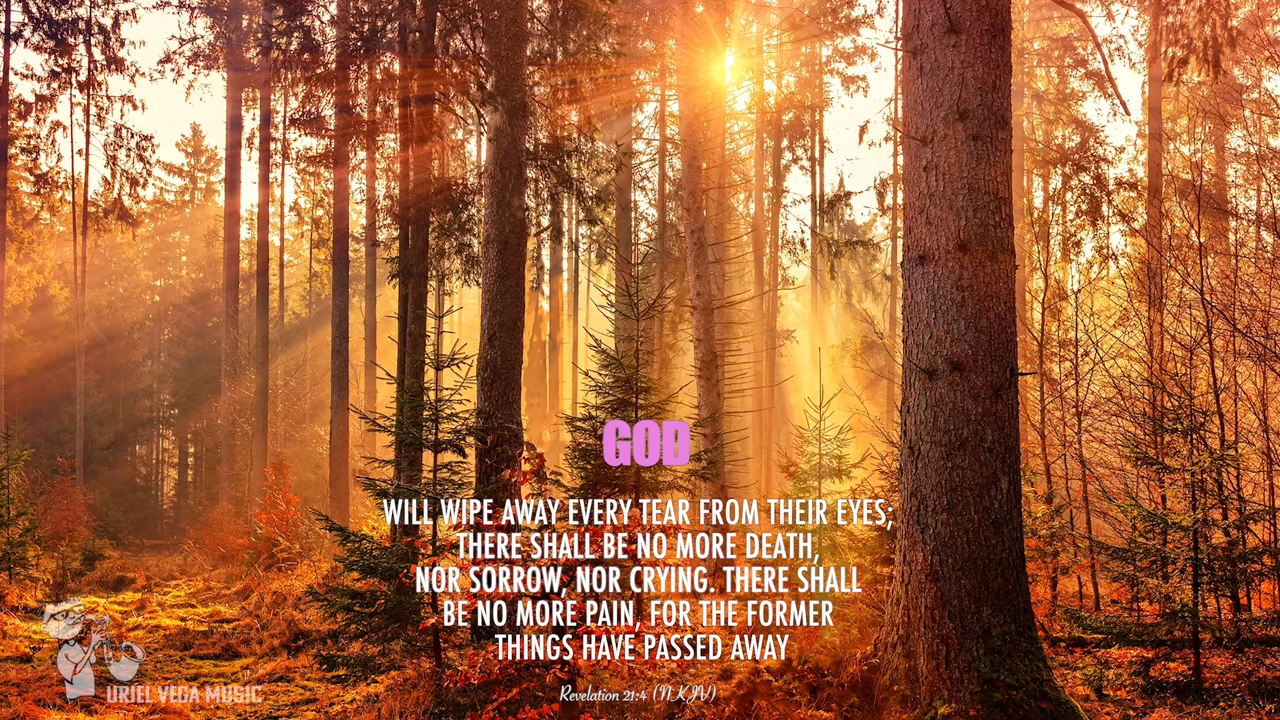 GOD
WILL WIPE AWAY EVERY TEAR FROM THEIR EYES;
THERE SHALL BE NO MORE DEATH,
NOR SORROW, NOR CRYING. THERE SHALL
BE NO MORE PAIN, FOR THE FORMER
THINGS HAVE PASSED AWAY
Revelation 21:4 (NKJV)
URIEL VEGA MUSIC